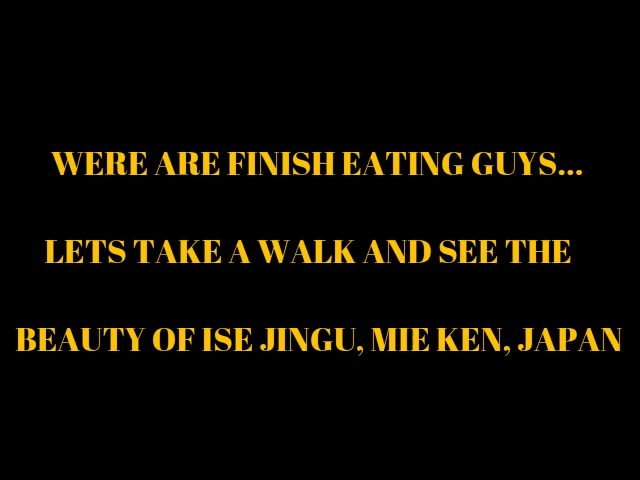 WERE ARE FINISH EATING GUYS...
LETS TAKE A WALK AND SEE THE
BEAUTY OF ISE JINGU, MIE KEN, JAPAN